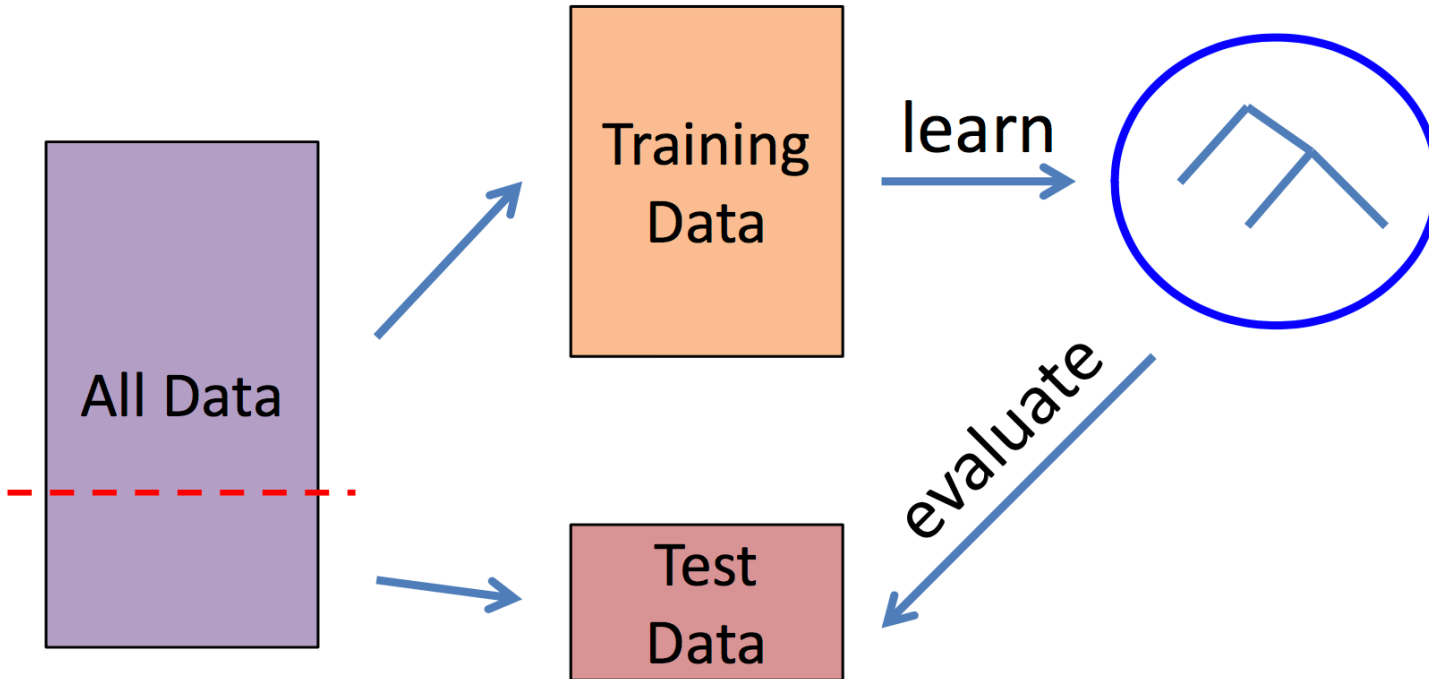 All Data
Training
Data
learn
evaluate
Test
Data